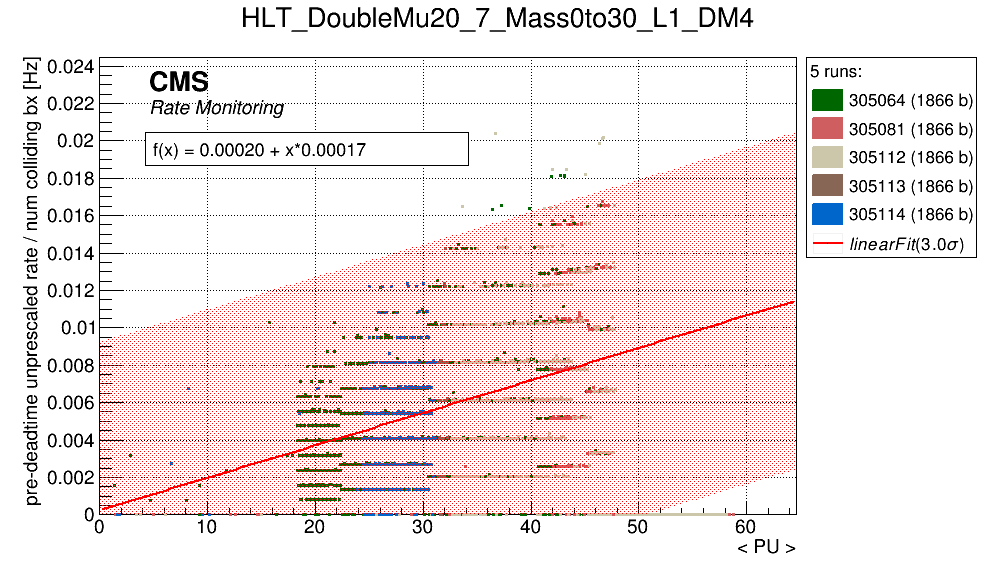 HLT_DoubleMu20_7_Mass0to30_L1_DM4
pre-deadtime unprescaled rate / num colliding bx [Hz]
0.024
0.022
0.02
0.018
0.016
0.014
0.012
0.01
0.008
0.006
0.004
0.002
0
CMS
Rate Monitoring
f(x) = 0.00020 + x*0.00017
0 10 20 30 40 50 60
< PU >
5 runs:
305064 (1866 b)
305081 (1866 b)
305112 (1866 b)
305113 (1866 b)
305114 (1866 b)
linearFit(3.0σ)